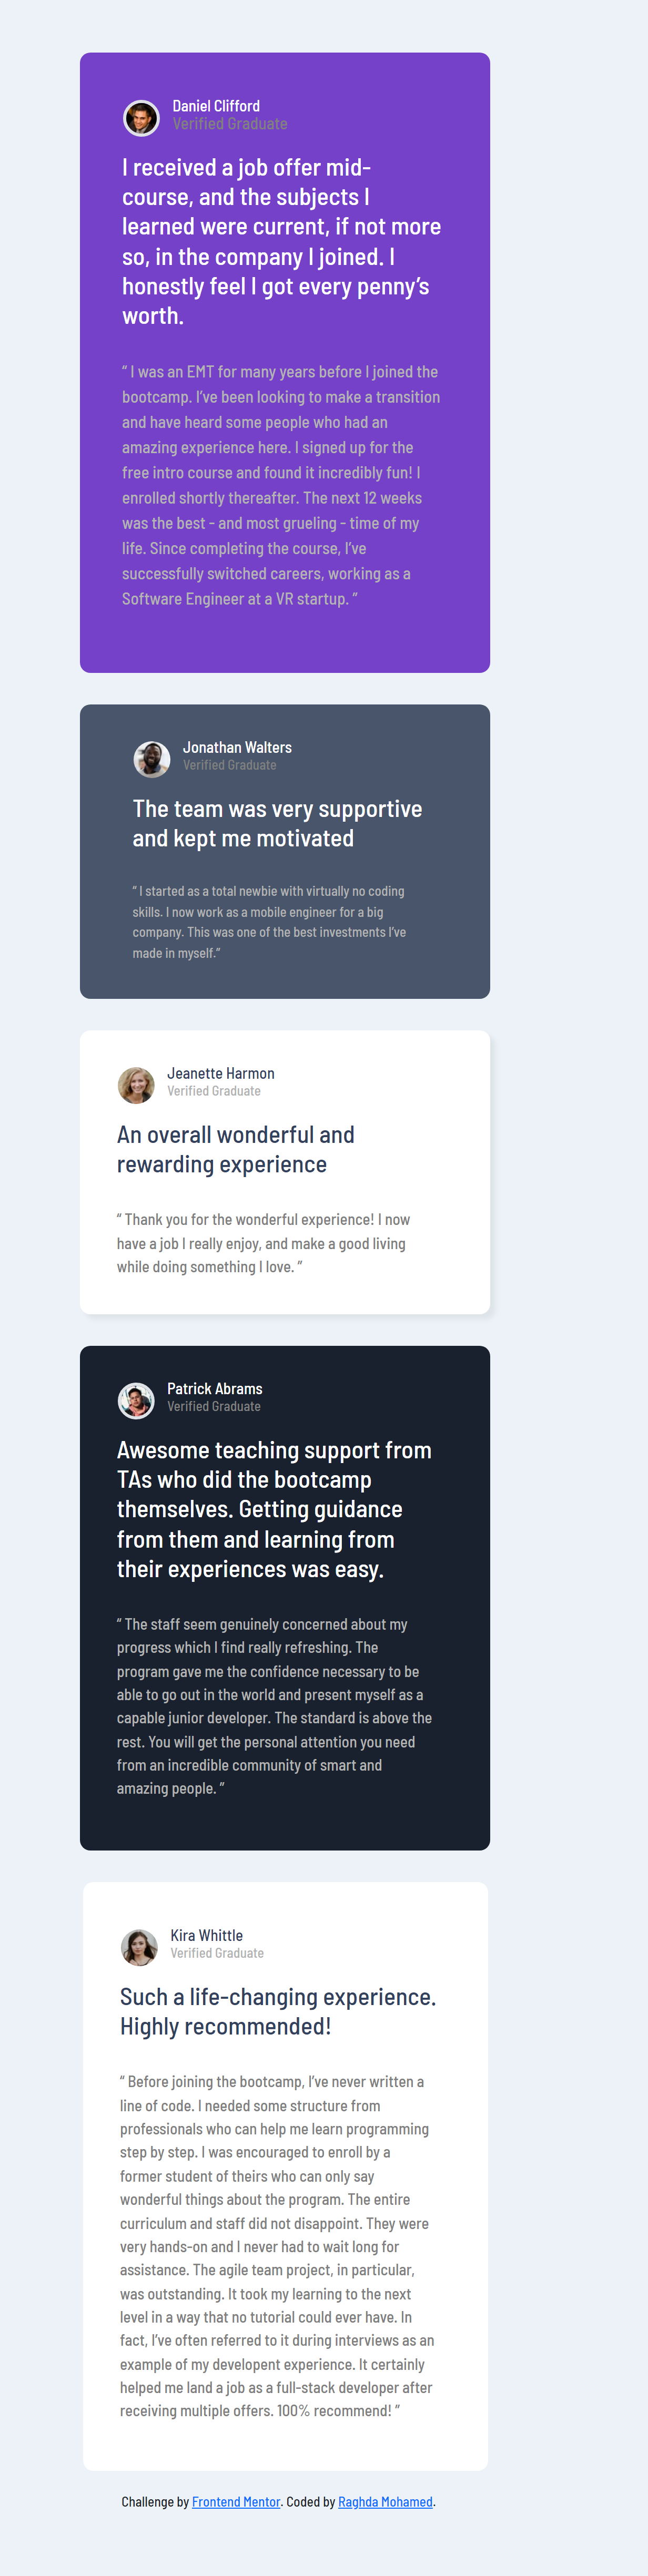 Daniel Clifford
Verified Graduate
I received a job offer mid-
course, and the subjects I
learned were current, if not more
so, in the company I joined. I
honestly feel I got every penny’s
worth.
“ I was an EMT for many years before I joined the
bootcamp. I’ve been looking to make a transition
and have heard some people who had an
amazing experience here. I signed up for the
free intro course and found it incredibly fun! I
enrolled shortly thereafter. The next 12 weeks
was the best - and most grueling - time of my
life. Since completing the course, I’ve
successfully switched careers, working as a
Software Engineer at a VR startup. ”
Jonathan Walters
Verified Graduate
The team was very supportive
and kept me motivated
“ I started as a total newbie with virtually no coding
skills. I now work as a mobile engineer for a big
company. This was one of the best investments I’ve
made in myself.”
Jeanette Harmon
Verified Graduate
An overall wonderful and
rewarding experience
“ Thank you for the wonderful experience! I now
have a job I really enjoy, and make a good living
while doing something I love. ”
Patrick Abrams
Verified Graduate
Awesome teaching support from
TAs who did the bootcamp
themselves. Getting guidance
from them and learning from
their experiences was easy.
“ The staff seem genuinely concerned about my
progress which I find really refreshing. The
program gave me the confidence necessary to be
able to go out in the world and present myself as a
capable junior developer. The standard is above the
rest. You will get the personal attention you need
from an incredible community of smart and
amazing people. ”
Kira Whittle
Verified Graduate
Such a life-changing experience.
Highly recommended!
“ Before joining the bootcamp, I’ve never written a
line of code. I needed some structure from
professionals who can help me learn programming
step by step. I was encouraged to enroll by a
former student of theirs who can only say
wonderful things about the program. The entire
curriculum and staff did not disappoint. They were
very hands-on and I never had to wait long for
assistance. The agile team project, in particular,
was outstanding. It took my learning to the next
level in a way that no tutorial could ever have. In
fact, I’ve often referred to it during interviews as an
example of my developent experience. It certainly
helped me land a job as a full-stack developer after
receiving multiple offers. 100% recommend! ”
Challenge by Frontend Mentor. Coded by Raghda Mohamed.